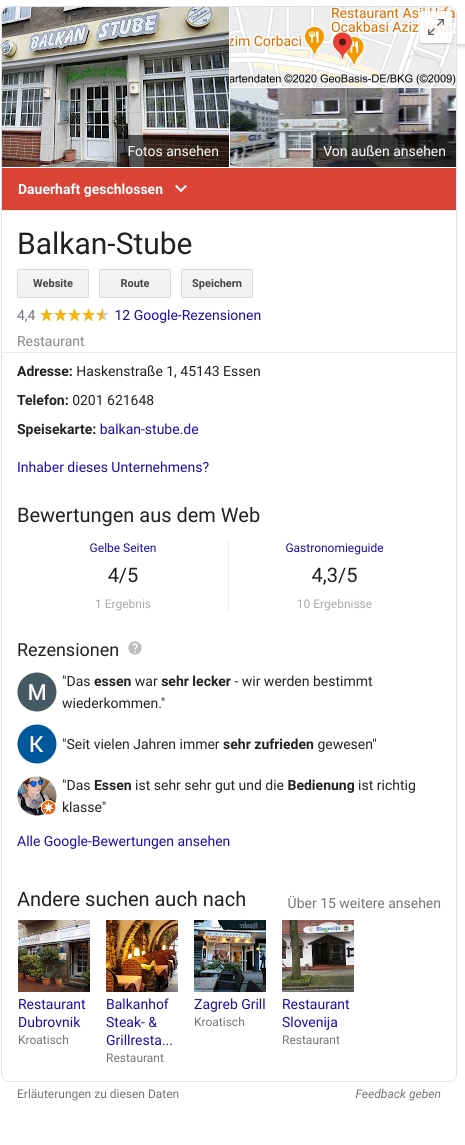 BALKAN STUBE
Fotos ansehen
Restaurant Asil Urfa
Ocakbasi Aziz
zim Corbaci
artendaten ©2020 GeoBasis-DE/BKG (©2009)
Von außen ansehen
Dauerhaft geschlossen
Balkan-Stube
Website Route Speichern
4,4 12 Google-Rezensionen
Restaurant
Adresse: Haskenstraße 1, 45143 Essen
Telefon: 0201 621648
Speisekarte: balkan-stube.de
Inhaber dieses Unternehmens?
Bewertungen aus dem Web
Gelbe Seiten Gastronomieguide
4/5 4,3/5
1 Ergebnis 10 Ergebnisse
Rezensionen ?
M "Das essen war sehr lecker - wir werden bestimmt
wiederkommen."
K "Seit vielen Jahren immer sehr zufrieden gewesen"
"Das Essen ist sehr sehr gut und die Bedienung ist richtig
klasse"
Alle Google-Bewertungen ansehen
Andere suchen auch nach Über 15 weitere ansehen
Slovenija
Restaurant Balkanhof Zagreb Grill Restaurant
Dubrovnik Steak- & Kroatisch Slovenija
Kroatisch Grillresta... Restaurant
Restaurant
Erläuterungen zu diesen Daten Feedback geben